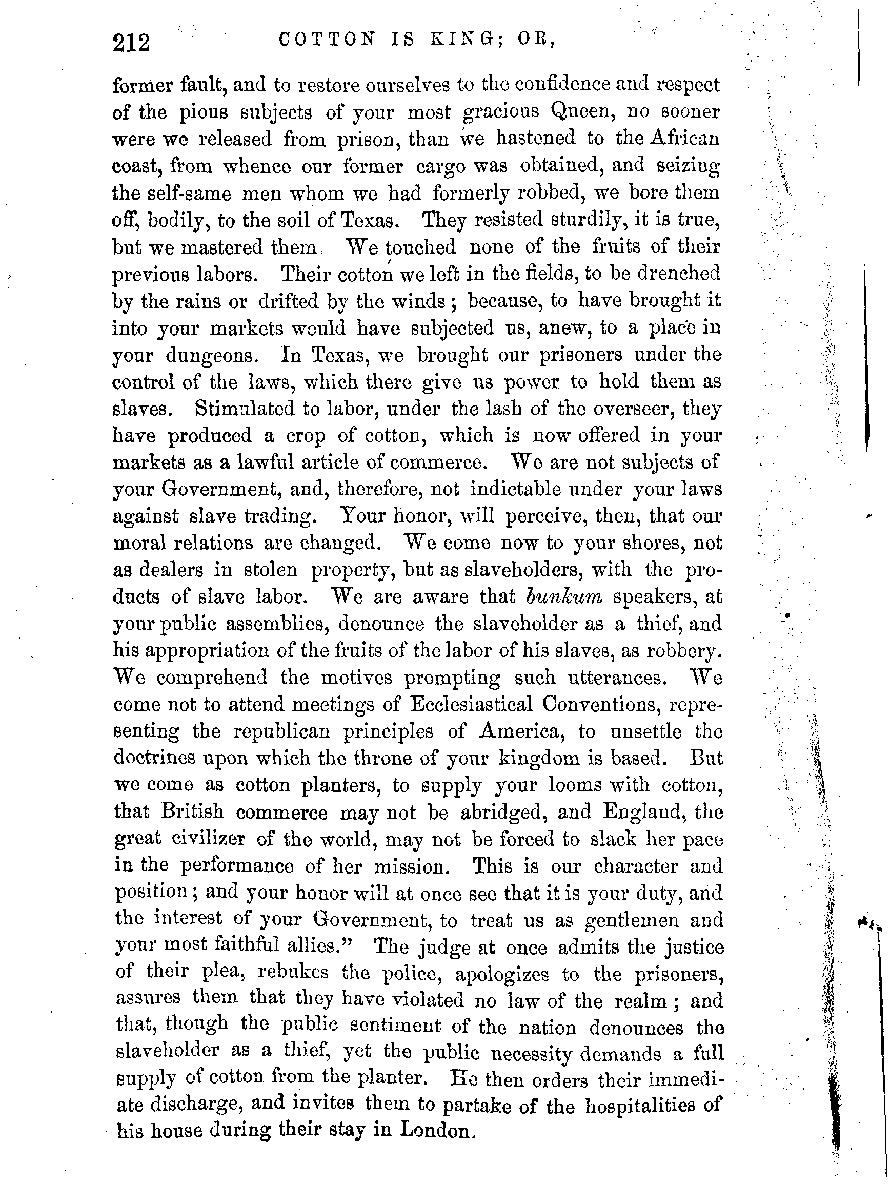 212 COTTON IS KING; OR,
former fault, and to restore ourselves to the confidence and respect
of the pious subjects of your most gracious Queen, no sooner
were we released from prison, than we hastened to the African
coast, from whence our former cargo was obtained, and seizing
the self-same men whom we had formerly robbed, we bore them
off, bodily, to the soil of Texas. They resisted sturdily, it is true,
but we mastered them. We touched none of the fruits of their
previous labors. Their cotton we left in the fields, to be drenched
by the rains or drifted by the winds; because, to have brought it
into your markets would have subjected us, anew, to a place in
your dungeons. In Texas, we brought our prisoners under the
control of the laws, which there give us power to hold them as
slaves. Stimulated to labor, under the lash of the overseer, they
have produced a crop of cotton, which is now offered in your
markets as a lawful article of commerce. We are not subjects of
your Government, and, therefore, not indictable under your laws
against slave trading. Your honor, will perceive, then, that our
moral relations are changed. We come now to your shores, not
as dealers in stolen property, but as slaveholders, with the pro-
ducts of slave labor. We are aware that bunkum speakers, at
your public assemblies, denounce the slaveholder as a thief, and
his appropriation of the fruits of the labor of his slaves, as robbery.
We comprehend the motives prompting such utterances. We
come not to attend meetings of Ecclesiastical Conventions, repre-
senting the republican principles of America, to unsettle the
doctrines upon which the throne of your kingdom is based. But
we come as cotton planters, to supply your looms with cotton,
that British commerce may not be abridged, and England, the
great civilizer of the world, may not be forced to slack her pace
in the performance of her mission. This is our character and
position; and your honor will at once see that it is your duty, and
the interest of your Government, to treat us as gentlemen and
your most faithful allies." The judge at once admits the justice
of their plea, rebukes the police, apologizes to the prisoners,
assures them that they have violated no law of the realm; and
that, though the public sentiment of the nation denounces the
slaveholder as a thief, yet the public necessity demands a full
supply of cotton from the planter. He then orders their immedi-
ate discharge, and invites them to partake of the hospitalities of
his house during their stay in London.